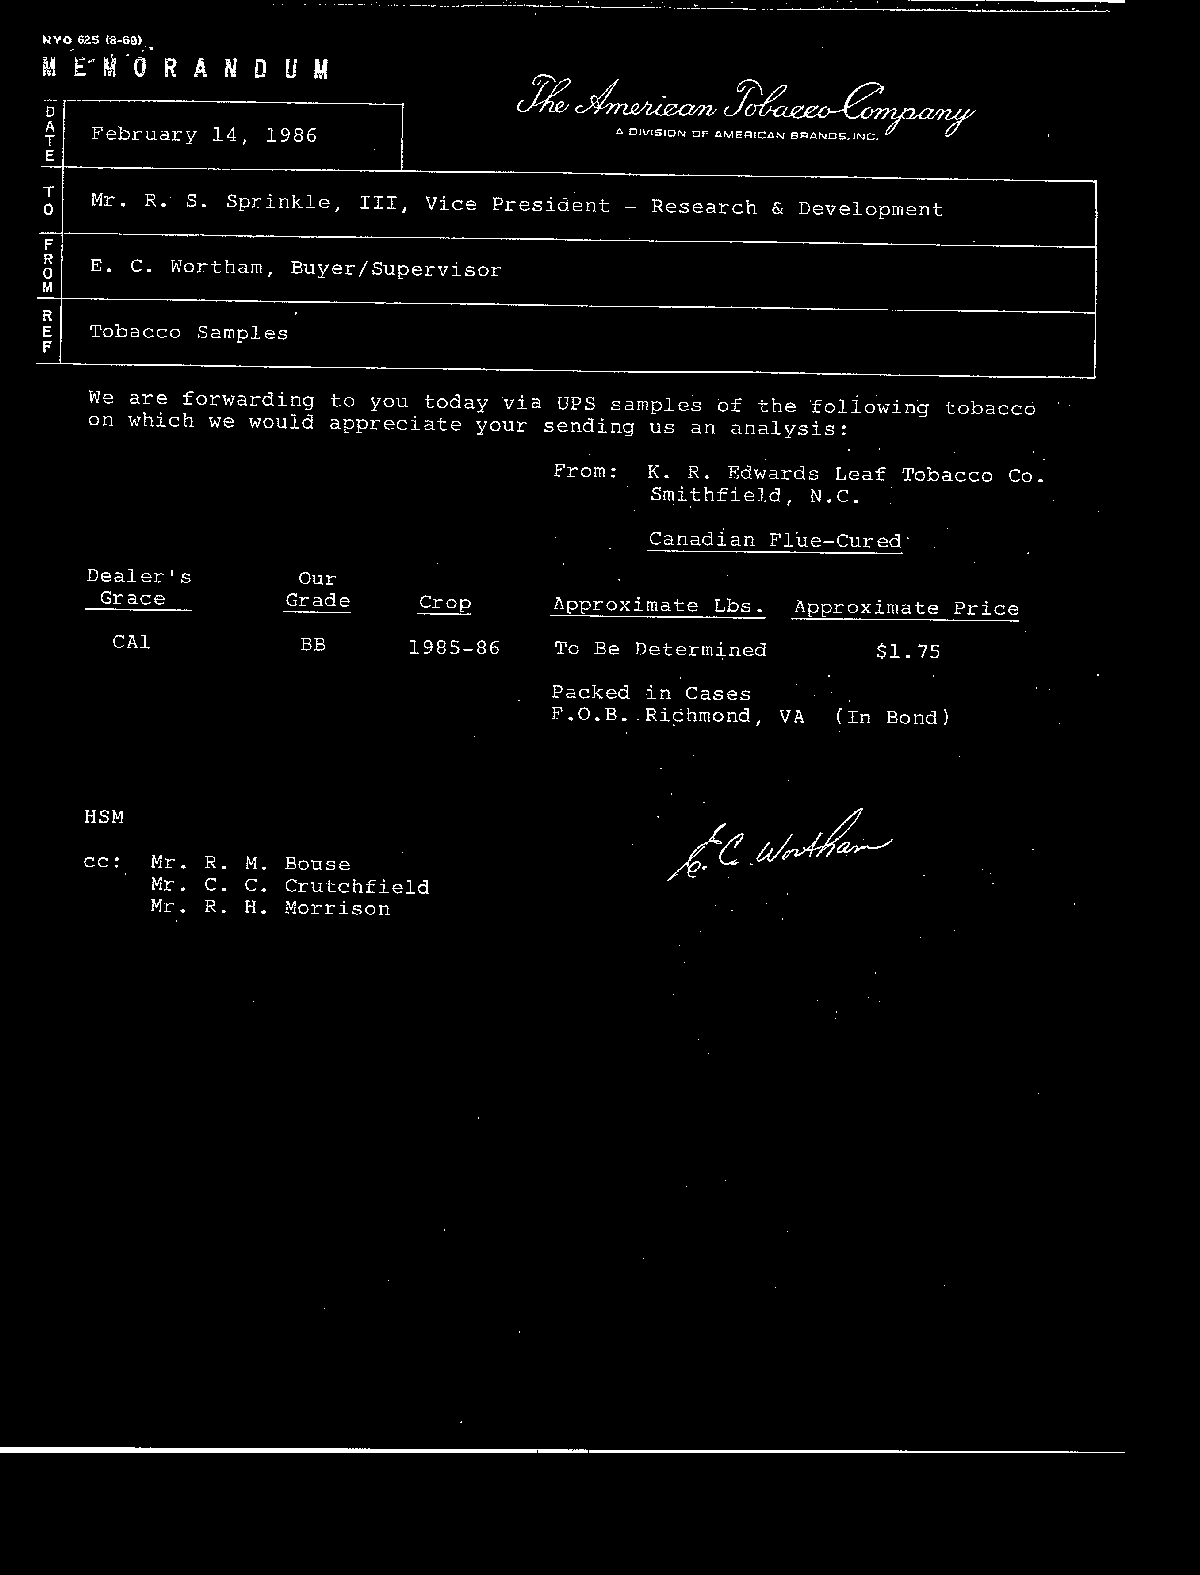 NYO 625 (8-69)
MEMORANDUM
The American Tobacco Company
A DIVISION OF AMERICAN BRANDS, INC.
DATE February 14, 1986
TO Mr. R. S. Sprinkle, III, Vice President - Research & Development
FROM E. C. Wortham, Buyer/Supervisor
REF Tobacco Samples
We are forwarding to you today via UPS samples of the following tobacco
on which we would appreciate your sending us an analysis:
From: K. R. Edwards Leaf Tobacco Co.
Smithfield, N.C.
Canadian Flue-Cured
Dealer's Our
Grace Grade Crop Approximate Lbs. Approximate Price
CA1 BB 1985-86 To Be Determined $1.75
Packed in Cases
F.O.B. Richmond, VA (In Bond)
HSM
E. C. Wortham
cc: Mr. R. M. Bouse
Mr. C. C. Crutchfield
Mr. R. H. Morrison